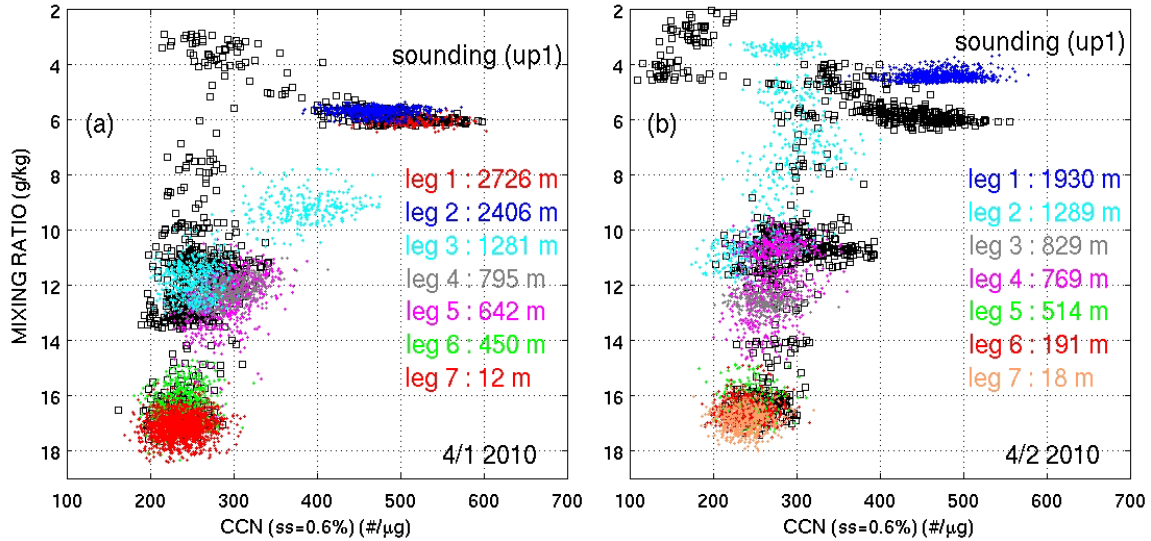 2
4
6
8
10
12
14
16
18
MIXING RATIO (g/kg)
sounding (up1)
(a)
leg 1 : 2726 m
leg 2 : 2406 m
leg 3 : 1281 m
leg 4 : 795 m
leg 5 : 642 m
leg 6 : 450 m
leg 7 : 12 m
4/1 2010
100 200 300 400 500 600 700
CCN (ss=0.6%) (#/μg)
2
4
6
8
10
12
14
16
18
sounding (up1)
(b)
leg 1 : 1930 m
leg 2 : 1289 m
leg 3 : 829 m
leg 4 : 769 m
leg 5 : 514 m
leg 6 : 191 m
leg 7 : 18 m
4/2 2010
100 200 300 400 500 600 700
CCN (ss=0.6%) (#/μg)